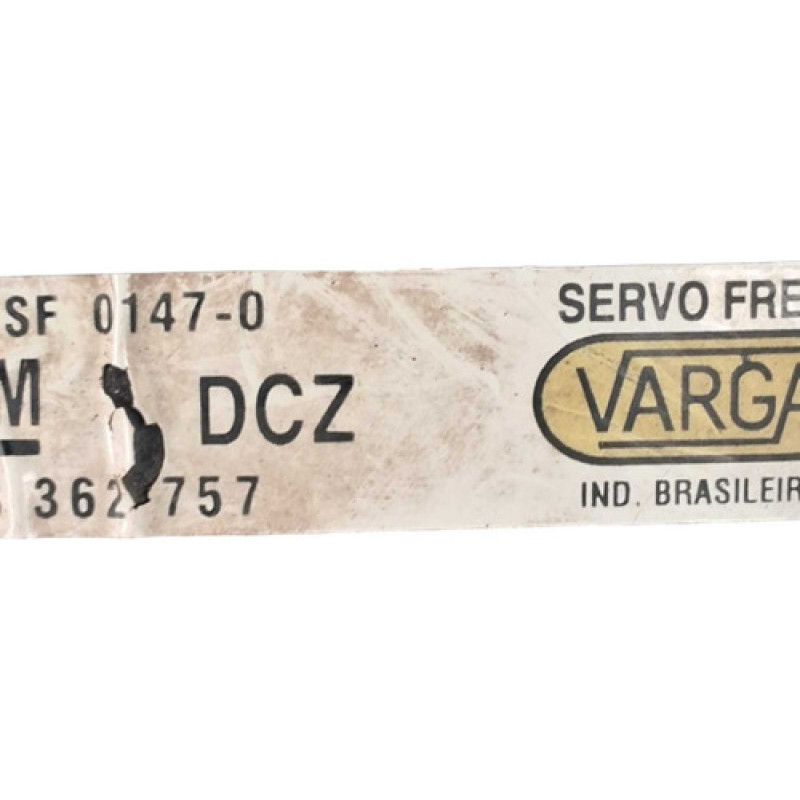 SF 0147-0
M DCZ
362 757
SERVO FRE
VARGA
IND. BRASILEIR